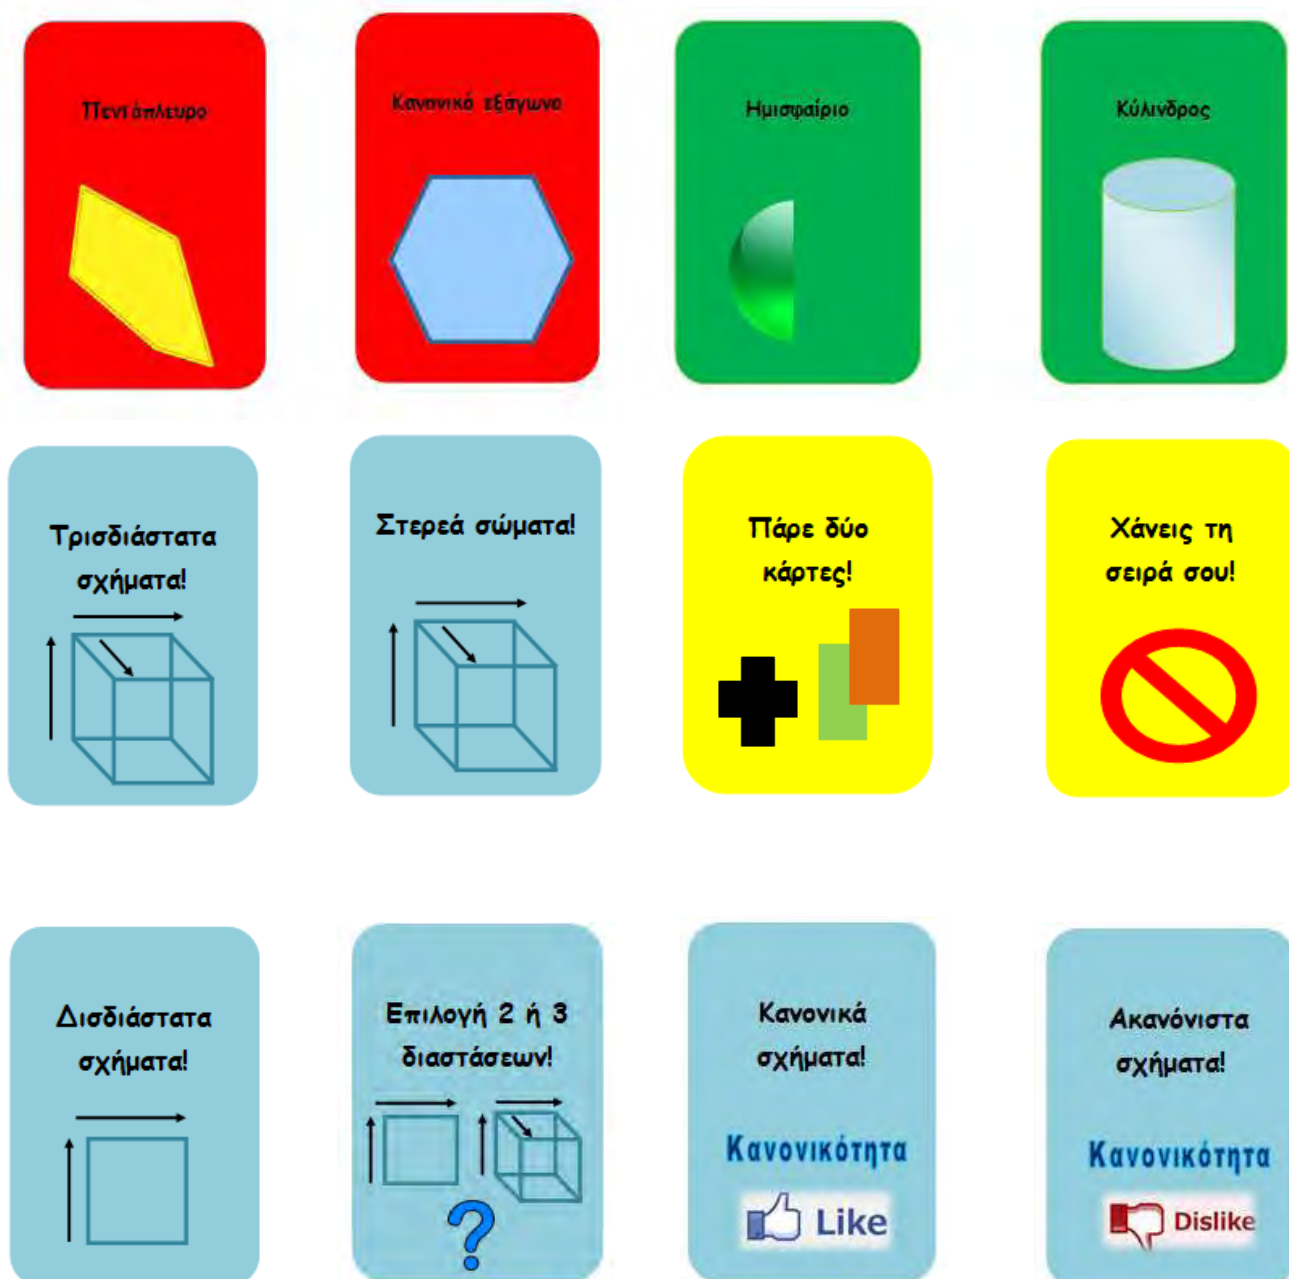 Πεντάπλευρο
Κανονικό εξάγωνο
Ημισφαίριο
Κύλινδρος
Τρισδιάστατα
σχήματα!
Στερεά σώματα!
Πάρε δύο
κάρτες!
Χάνεις τη
σειρά σου!
Δισδιάστατα
σχήματα!
Επιλογή 2 ή 3
διαστάσεων!
?
Κανονικά
σχήματα!
Κανονικότητα
Like
Ακανόνιστα
σχήματα!
Κανονικότητα
Dislike